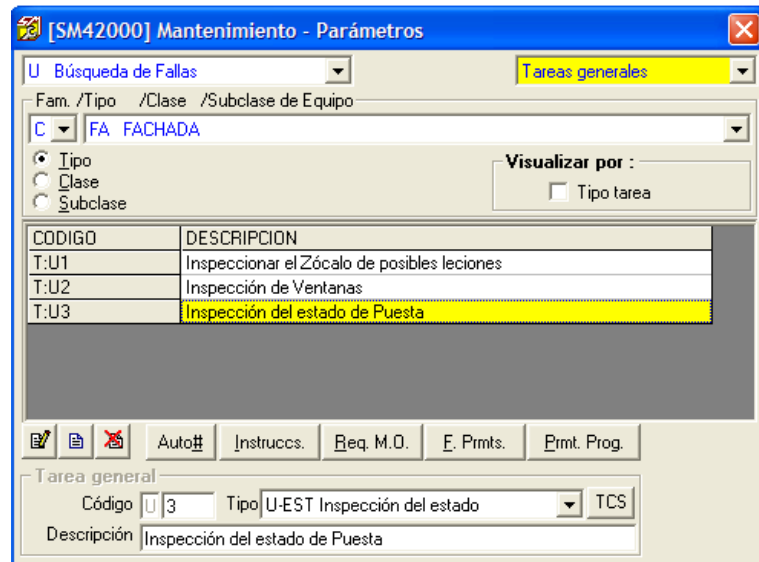 [SM42000] Mantenimiento - Parámetros
U Búsqueda de Fallas Tareas generales
Fam. /Tipo /Clase /Subclase de Equipo
C FA FACHADA
Tipo
Clase
Subclase
Visualizar por :
Tipo tarea
CODIGO DESCRIPCION
T:U1 Inspeccionar el Zócalo de posibles leciones
T:U2 Inspección de Ventanas
T:U3 Inspección del estado de Puesta
Auto# Instruccs. Req. M.O. F. Prmts. Prmt. Prog.
Tarea general
Código U 3 Tipo U-EST Inspección del estado TCS
Descripción Inspección del estado de Puesta